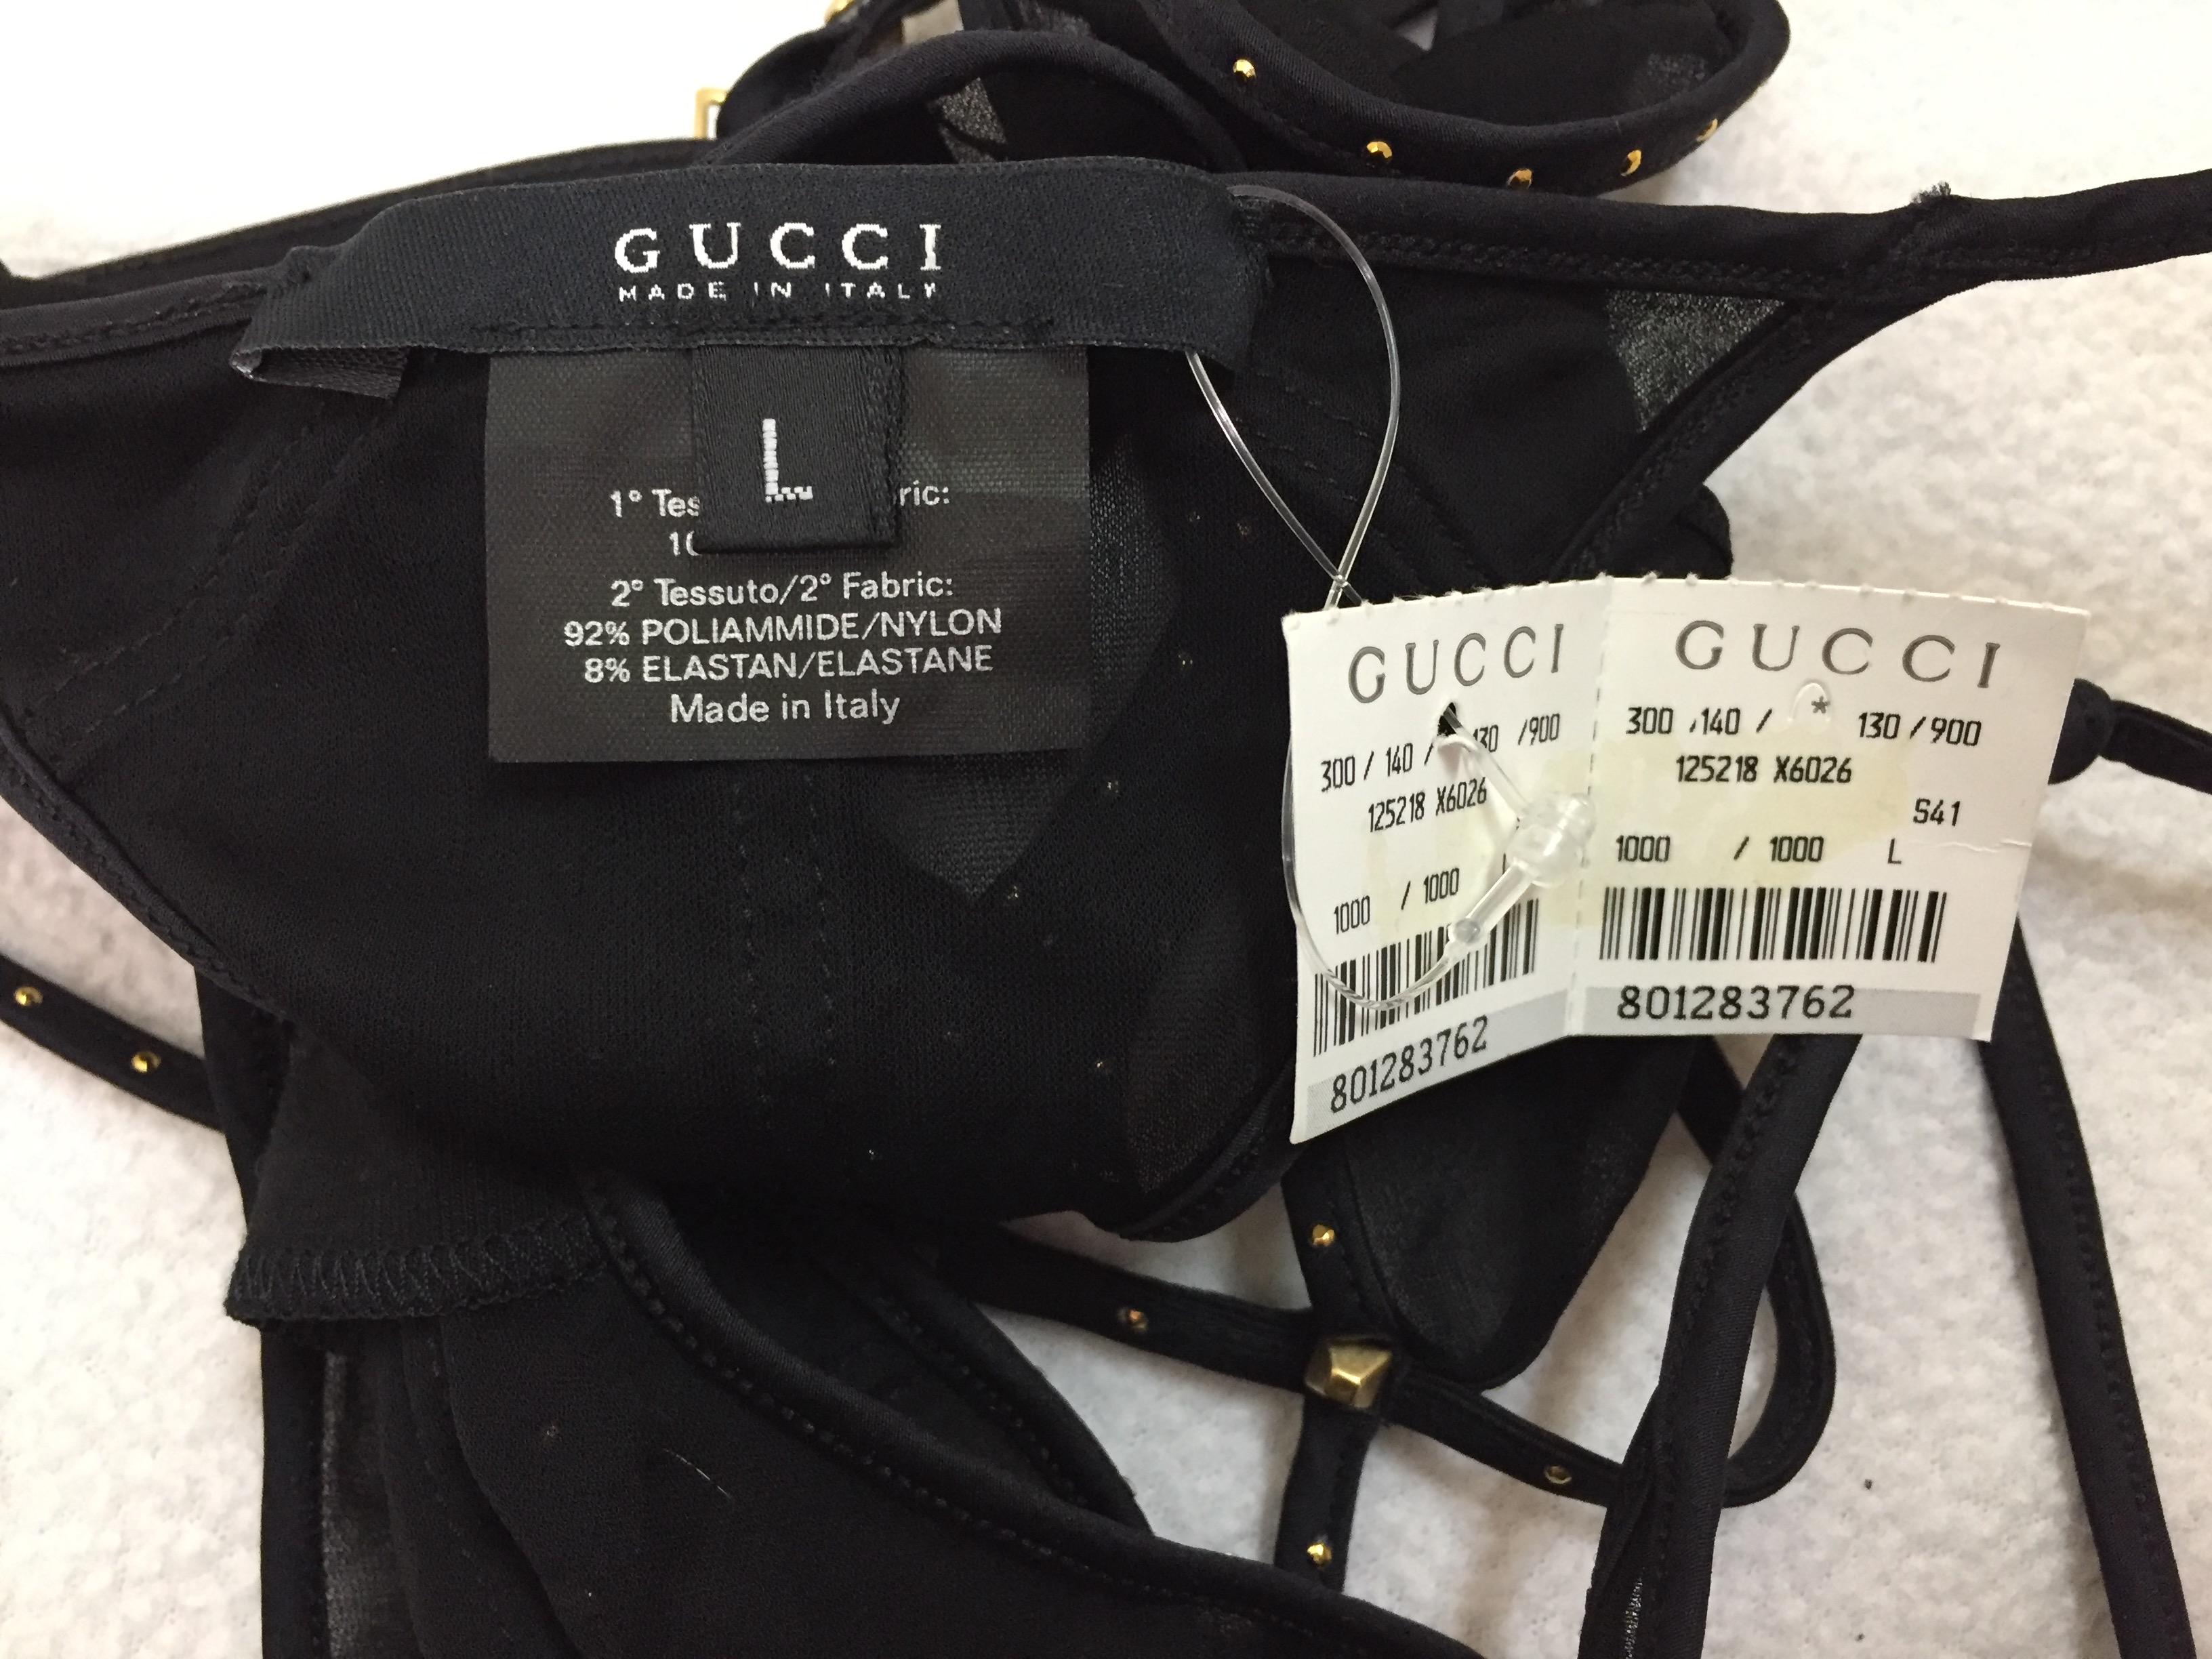 GUCCI
MADE IN ITALY
L
1° Tes ric:
2° Tessuto/2° Fabric:
92% POLIAMMIDE/NYLON
8% ELASTAN/ELASTANE
Made in Italy
GUCCI
300 / 140 / 130 /900
125218 X6026
1000 / 1000
801283762
GUCCI
300 /140 / * 130 / 900
125218 X6026
S41
1000 / 1000 L
801283762